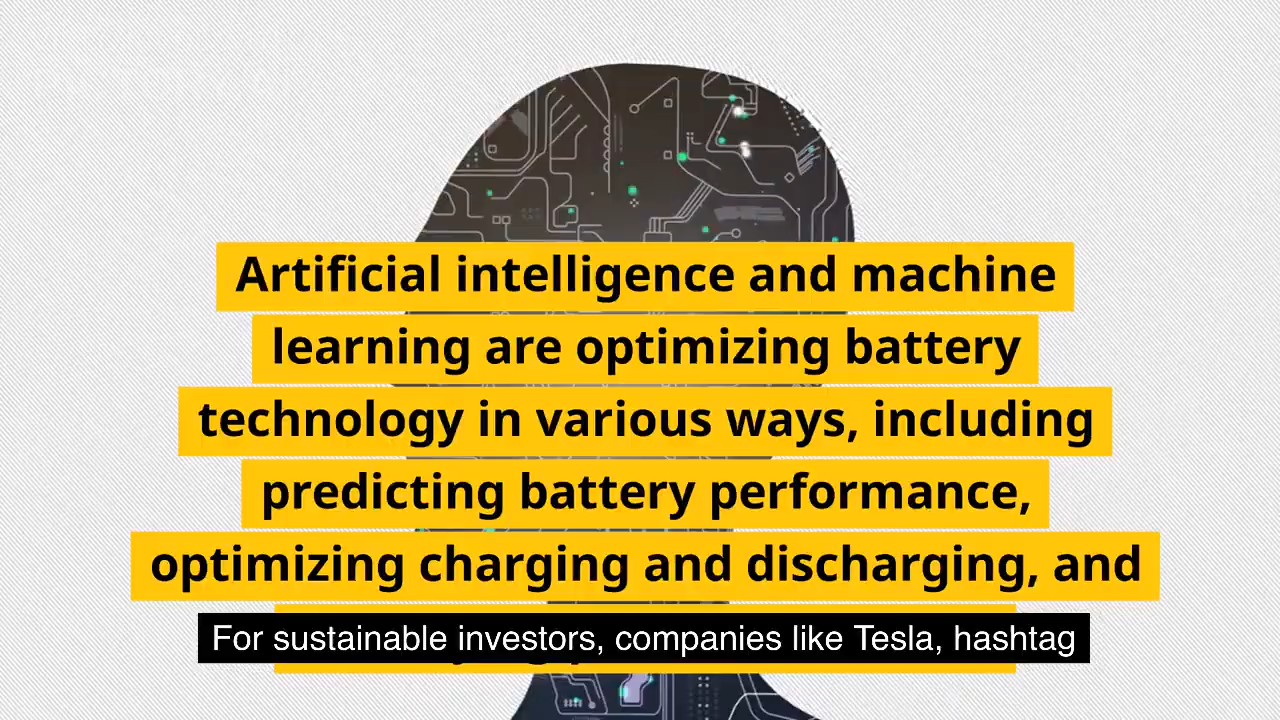 Artificial intelligence and machine
learning are optimizing battery
technology in various ways, including
predicting battery performance,
optimizing charging and discharging, and
For sustainable investors, companies like Tesla, hashtag